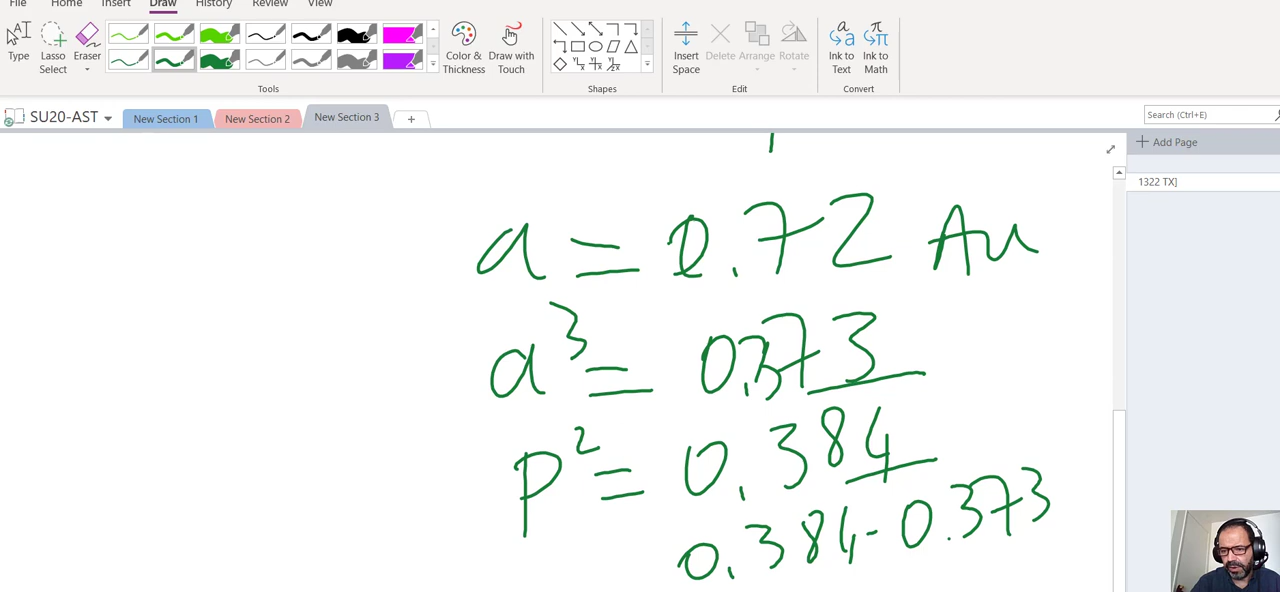 File Home Insert Draw History Review View
Type Lasso Select Eraser
Color & Thickness Draw with Touch
Insert Space Delete Arrange Rotate
Ink to Text Ink to Math
Tools Shapes Edit Convert
SU20-AST New Section 1 New Section 2 New Section 3 +
Search (Ctrl+E)
Add Page
1322 TX]
a = 0.72 Au
a³ = 0.373
p² = 0.384
0.384 - 0.373